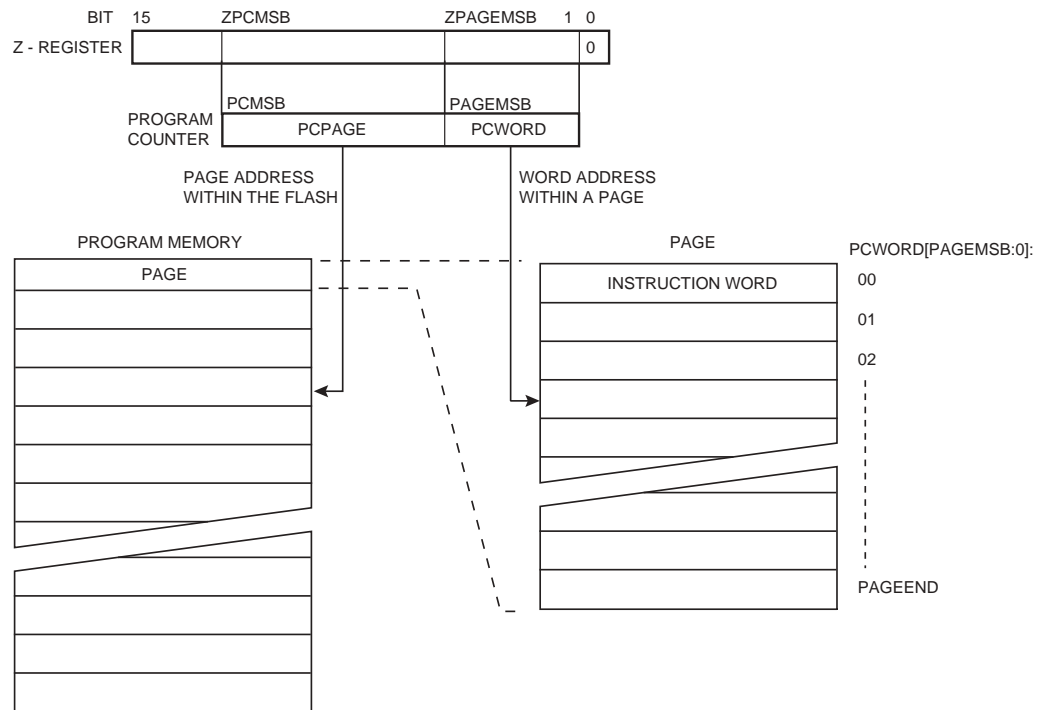 BIT 15 ZPCMSB ZPAGEMSB 1 0
Z - REGISTER 0
PCMSB PAGEMSB
PROGRAM
COUNTER
PCPAGE PCWORD
PAGE ADDRESS
WITHIN THE FLASH
WORD ADDRESS
WITHIN A PAGE
PROGRAM MEMORY
PAGE
PAGE
PCWORD[PAGEMSB:0]:
INSTRUCTION WORD 00
01
02
PAGEEND